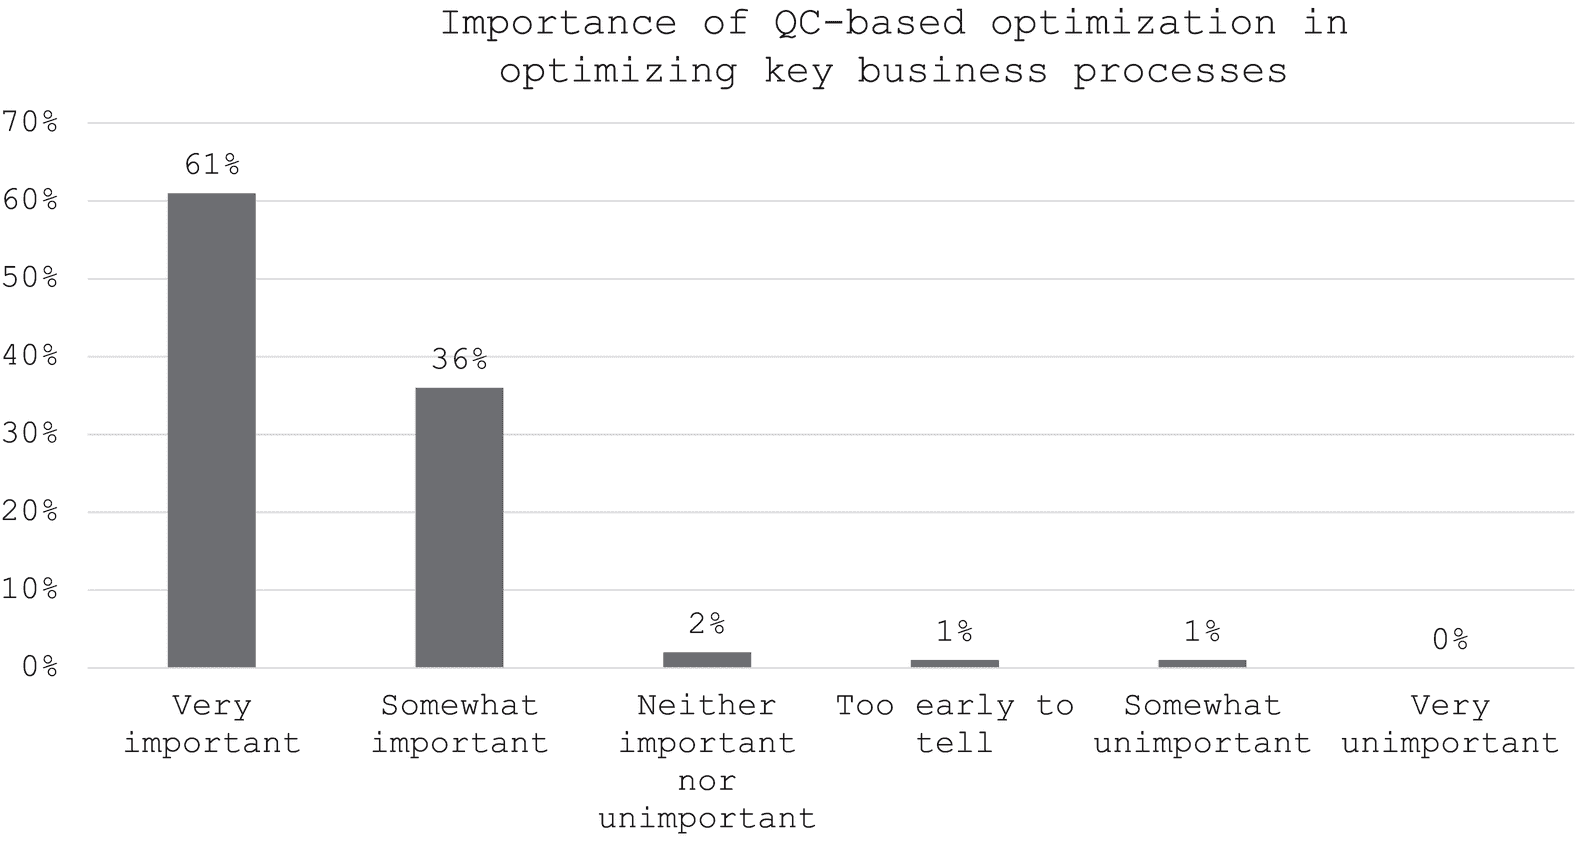 Importance of QC-based optimization in
optimizing key business processes
70%
60%
50%
40%
30%
20%
10%
0%
61%
36%
2%
1%
1%
0%
Very
important
Somewhat
important
Neither
important
nor
unimportant
Too early to
tell
Somewhat
unimportant
Very
unimportant